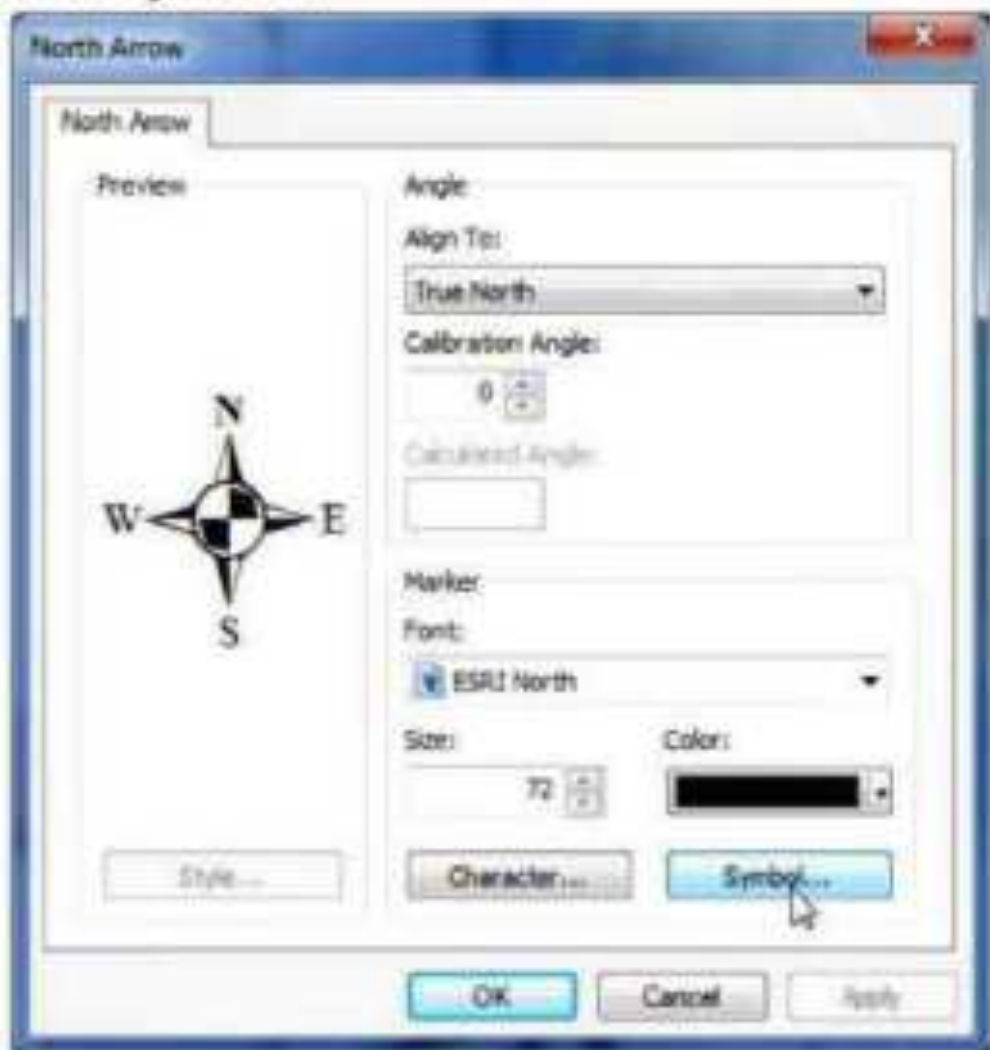 North Arrow
North Arrow
Preview
N
W E
S
Style...
Angle
Align To:
True North
Calibration Angle:
0
Calculated Angle:
Marker
Font:
ESRI North
Size:
72
Color:
Character...
Symbol...
OK
Cancel
Apply